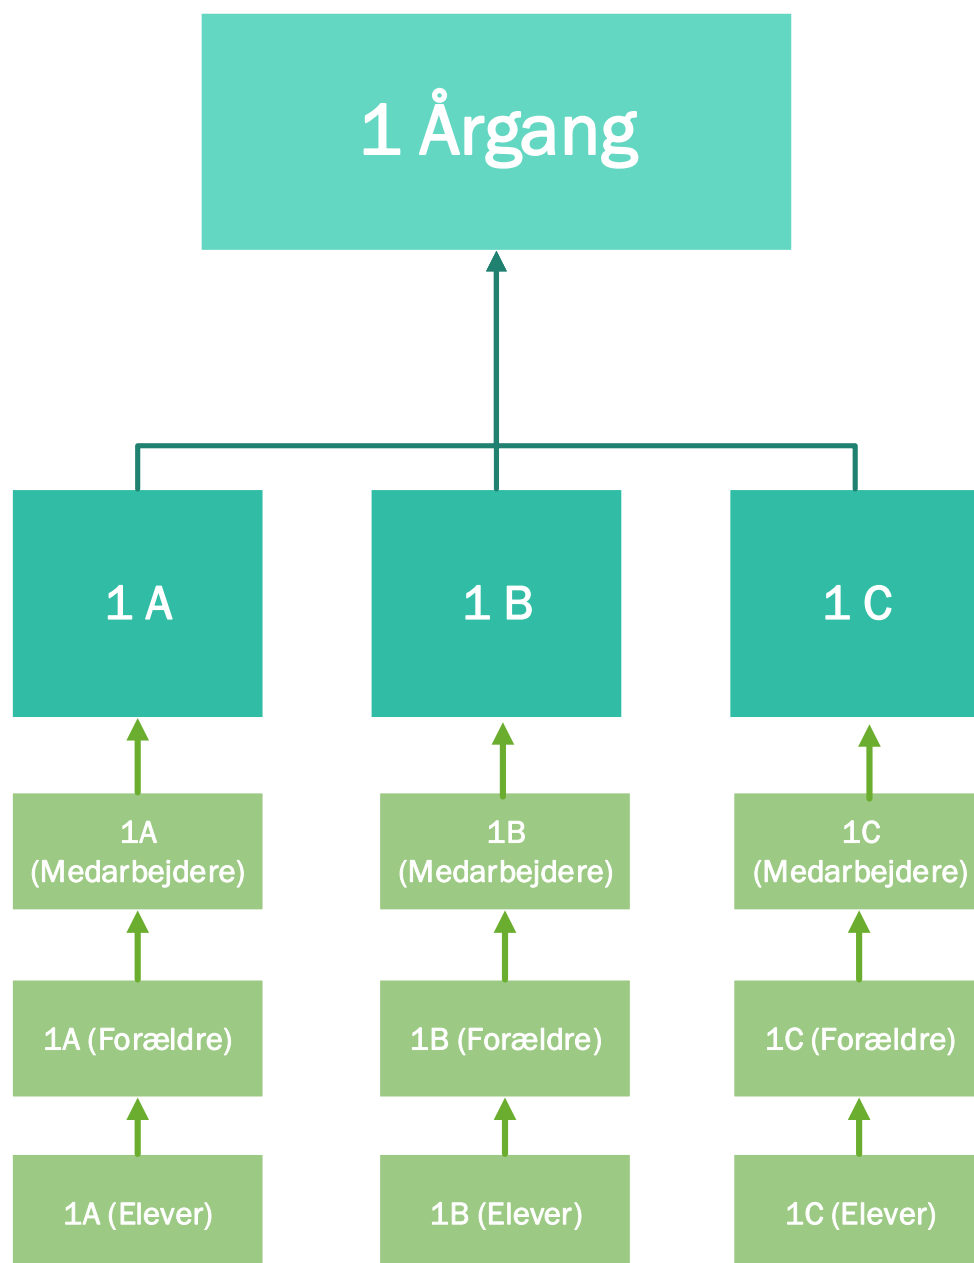 1 Årgang
1 A
1 B
1 C
1A
(Medarbejdere)
1B
(Medarbejdere)
1C
(Medarbejdere)
1A (Forældre)
1B (Forældre)
1C (Forældre)
1A (Elever)
1B (Elever)
1C (Elever)